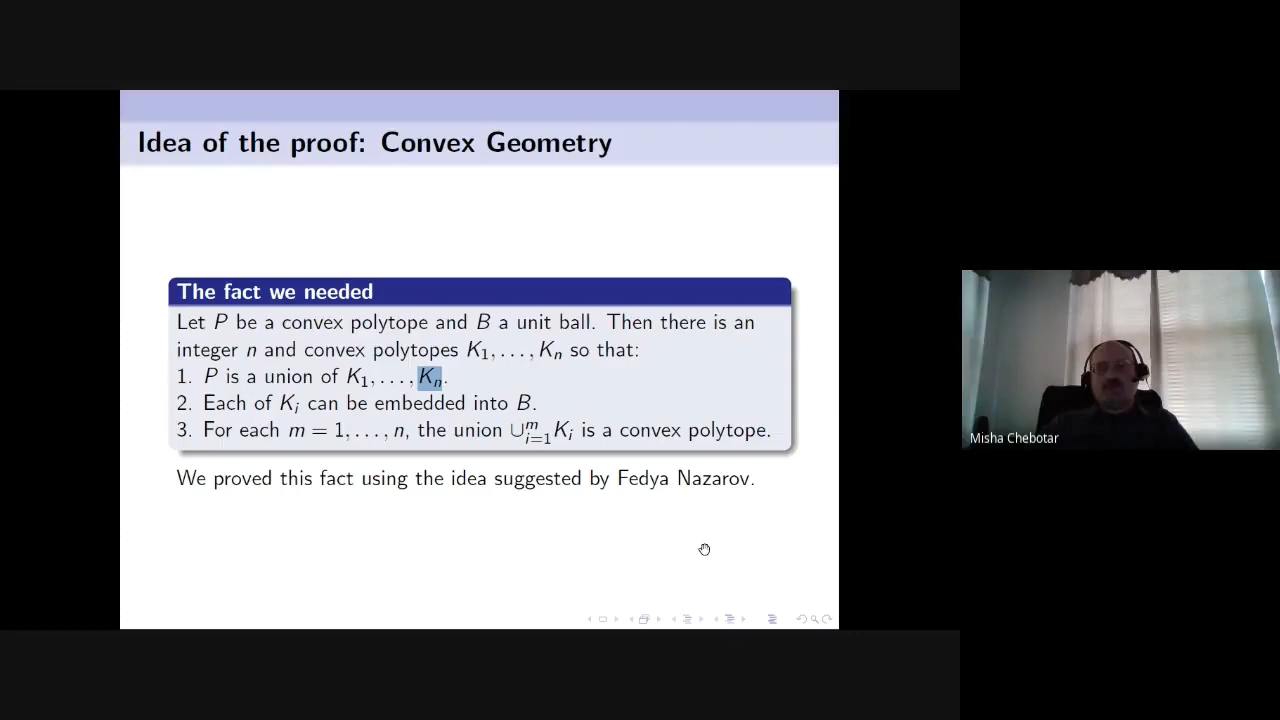 Idea of the proof: Convex Geometry
The fact we needed
Let P be a convex polytope and B a unit ball. Then there is an
integer n and convex polytopes K₁, . . . , Kₙ so that:
1. P is a union of K₁, . . . , Kₙ.
2. Each of Kᵢ can be embedded into B.
3. For each m = 1, . . . , n, the union ∪ᵢ₌₁ᵐ Kᵢ is a convex polytope.
We proved this fact using the idea suggested by Fedya Nazarov.
Misha Chebotar